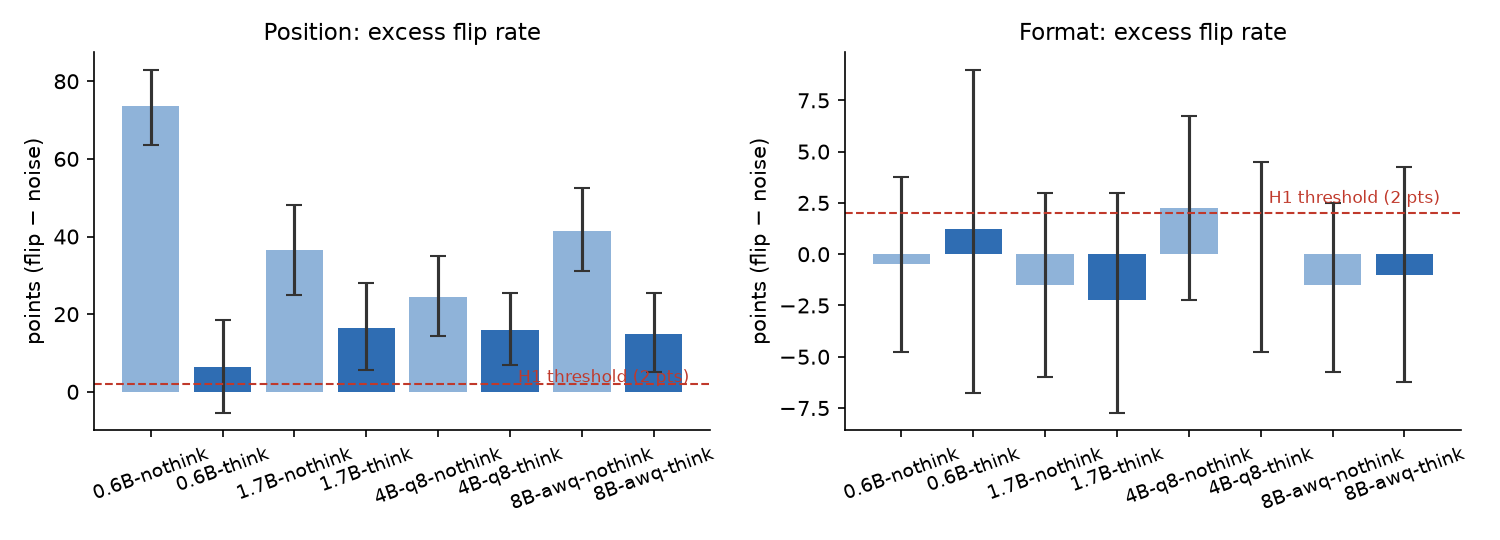 Position: excess flip rate
points (flip − noise)
80
60
40
20
0
H1 threshold (2 pts)
0.6B-nothink
0.6B-think
1.7B-nothink
1.7B-think
4B-q8-nothink
4B-q8-think
8B-awq-nothink
8B-awq-think
Format: excess flip rate
points (flip − noise)
7.5
5.0
2.5
0.0
−2.5
−5.0
−7.5
H1 threshold (2 pts)
0.6B-nothink
0.6B-think
1.7B-nothink
1.7B-think
4B-q8-nothink
4B-q8-think
8B-awq-nothink
8B-awq-think